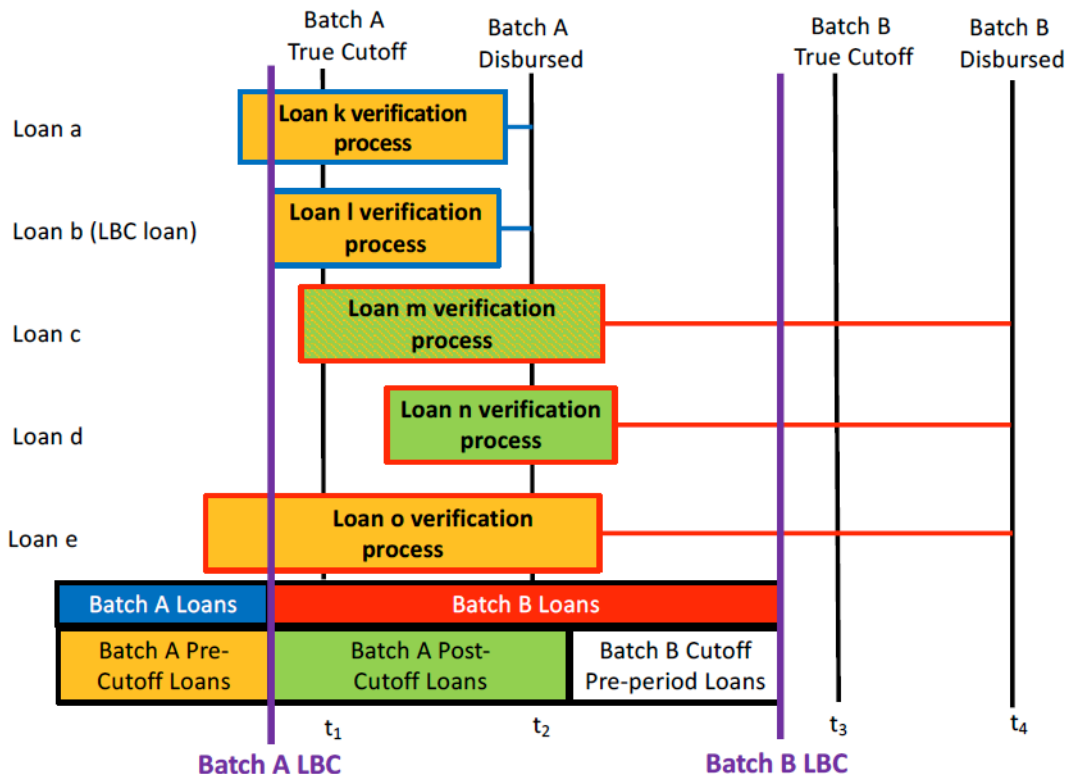 Batch A
True Cutoff
Batch A
Disbursed
Batch B
True Cutoff
Batch B
Disbursed
Loan a
Loan k verification
process
Loan b (LBC loan)
Loan l verification
process
Loan c
Loan m verification
process
Loan d
Loan n verification
process
Loan e
Loan o verification
process
Batch A Loans
Batch B Loans
Batch A Pre-
Cutoff Loans
Batch A Post-
Cutoff Loans
Batch B Cutoff
Pre-period Loans
t₁
t₂
t₃
t₄
Batch A LBC
Batch B LBC